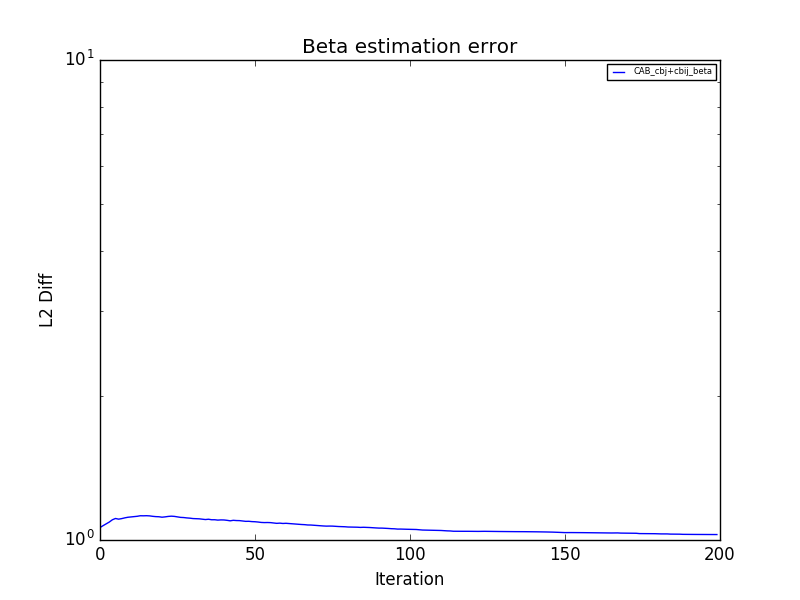 Beta estimation error
10^1
CAB_cbj+cbij_beta
L2 Diff
10^0
0 50 100 150 200
Iteration